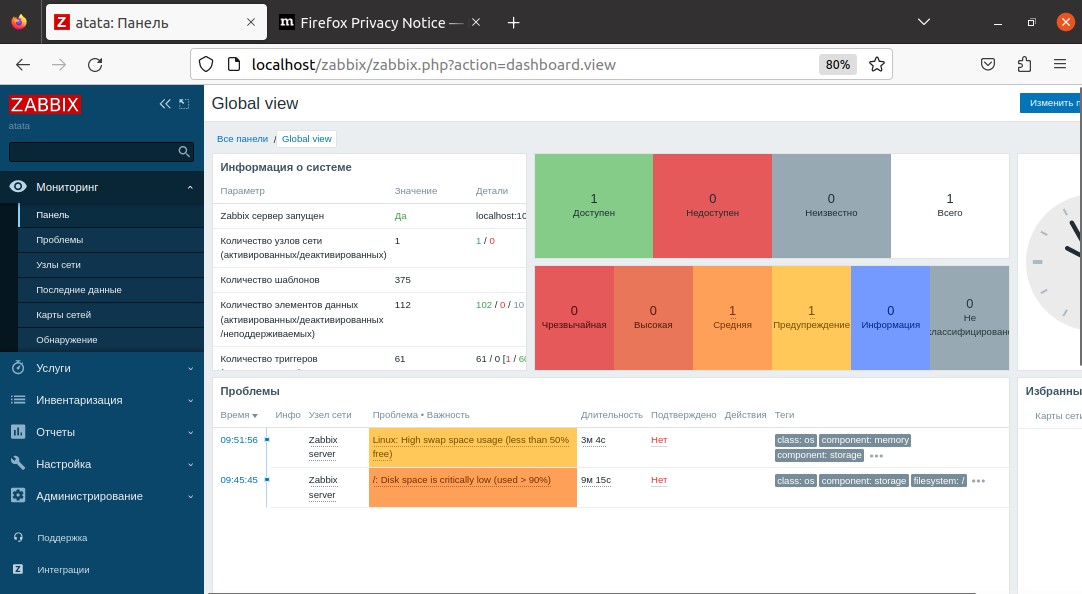 atata: Панель
Firefox Privacy Notice —
localhost/zabbix/zabbix.php?action=dashboard.view
80%
ZABBIX
atata
Мониторинг
Панель
Проблемы
Узлы сети
Последние данные
Карты сетей
Обнаружение
Услуги
Инвентаризация
Отчеты
Настройка
Администрирование
Поддержка
Z Интеграции
Global view
Изменить п
Все панели / Global view
Информация о системе
Параметр Значение Детали
Zabbix сервер запущен Да localhost:10
Количество узлов сети (активированных/деактивированных) 1 1 / 0
Количество шаблонов 375
Количество элементов данных (активированных/деактивированных /неподдерживаемых) 112 102 / 0 / 10
Количество триггеров 61 61 / 0 [1 / 60
1 Доступен
0 Недоступен
0 Неизвестно
1 Всего
0 Чрезвычайная
0 Высокая
1 Средняя
1 Предупреждение
0 Информация
0 Не классифицировано
Проблемы
Время Инфо Узел сети Проблема • Важность Длительность Подтверждено Действия Теги
09:51:56 Zabbix server Linux: High swap space usage (less than 50% free) 3м 4с Нет class: os component: memory component: storage •••
09:45:45 Zabbix server /: Disk space is critically low (used > 90%) 9м 15с Нет class: os component: storage filesystem: / •••
Избранны
Карты сети